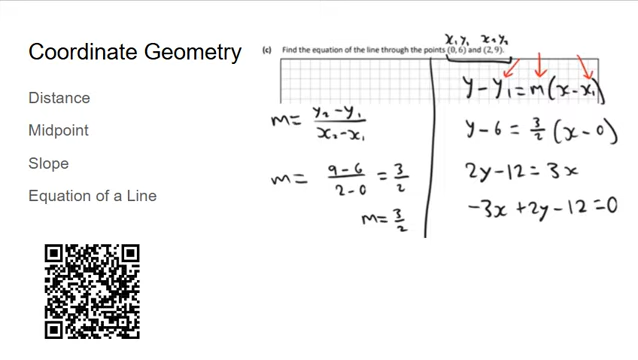 Coordinate Geometry
Distance
Midpoint
Slope
Equation of a Line
x₁ y₁ x₂ y₂
(c) Find the equation of the line through the points (0, 6) and (2, 9).
m = y₂ - y₁ / x₂ - x₁
m = 9 - 6 / 2 - 0 = 3/2
m = 3/2
y - y₁ = m(x - x₁)
y - 6 = 3/2 (x - 0)
2y - 12 = 3x
-3x + 2y - 12 = 0